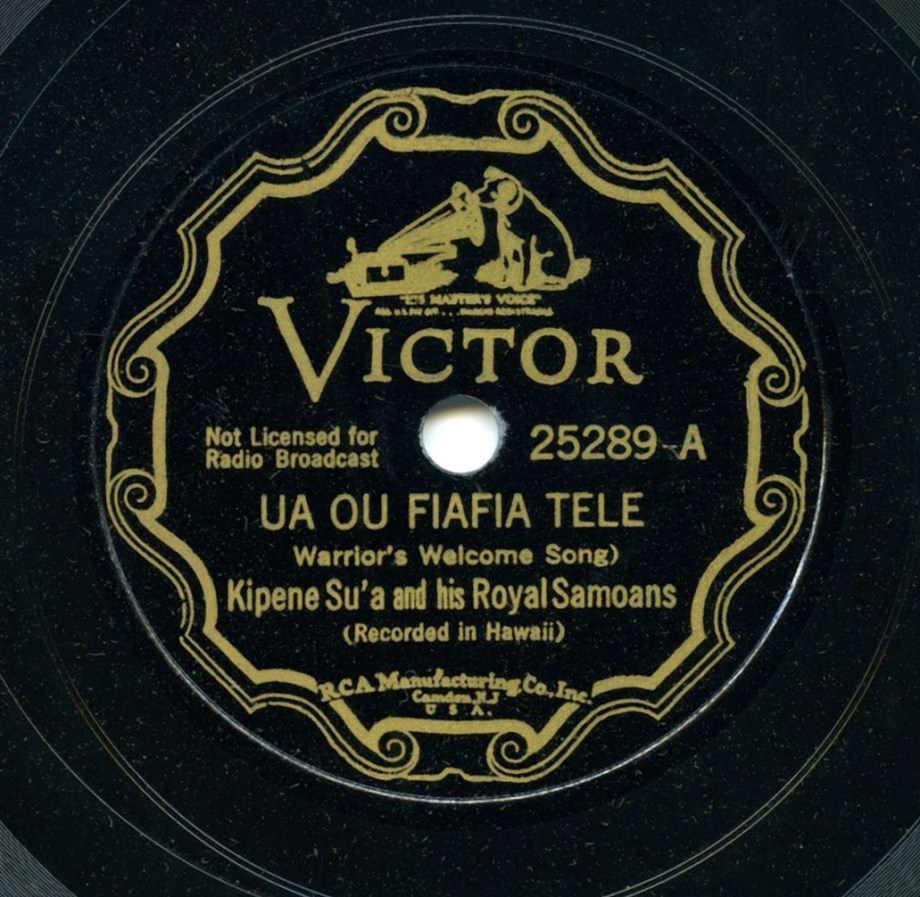 "HIS MASTER'S VOICE"
VICTOR
Not Licensed for
Radio Broadcast
25289-A
UA OU FIAFIA TELE
Warrior's Welcome Song)
Kipene Su'a and his Royal Samoans
(Recorded in Hawaii)
RCA Manufacturing Co., Inc.
Camden, N.J
U. S. A.